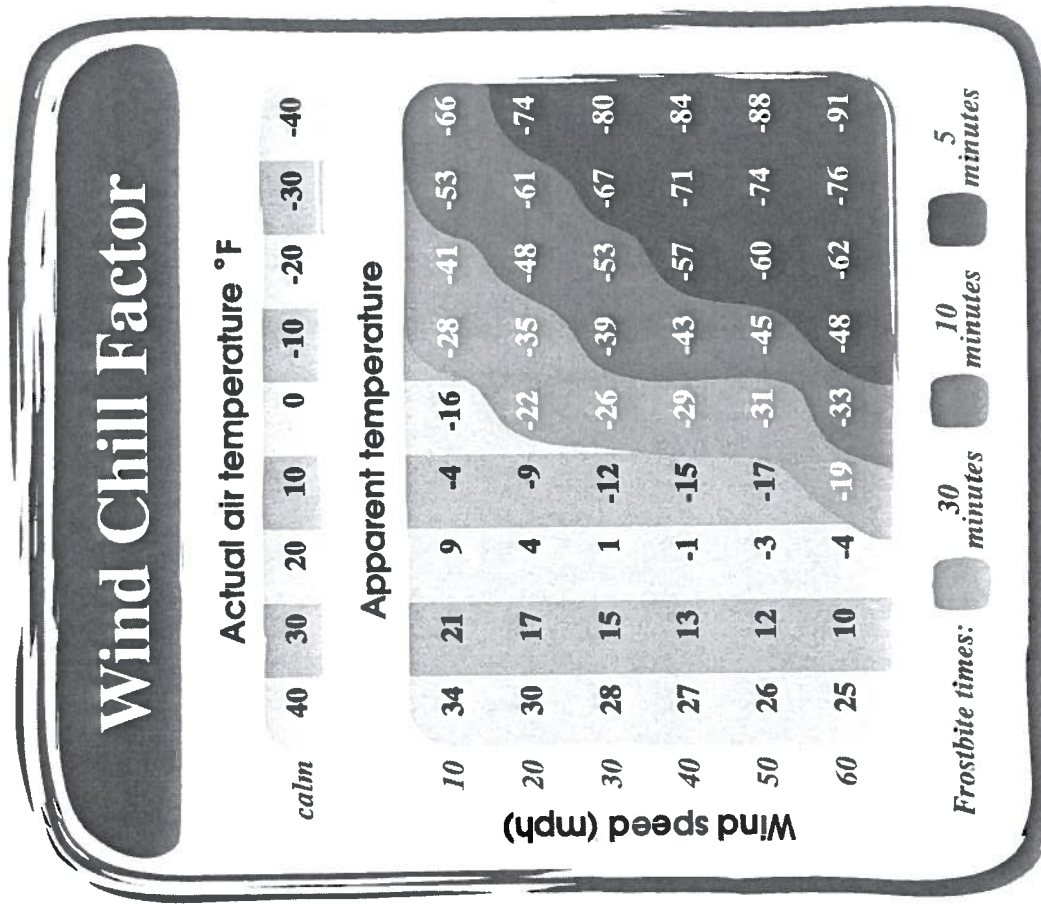 Wind Chill Factor
Actual air temperature °F
calm 40 30 20 10 0 -10 -20 -30 -40
Apparent temperature
Wind speed (mph)
10 34 21 9 -4 -16 -28 -41 -53 -66
20 30 17 4 -9 -22 -35 -48 -61 -74
30 28 15 1 -12 -26 -39 -53 -67 -80
40 27 13 -1 -15 -29 -43 -57 -71 -84
50 26 12 -3 -17 -31 -45 -60 -74 -88
60 25 10 -4 -19 -33 -48 -62 -76 -91
Frostbite times: 30 minutes 10 minutes 5 minutes